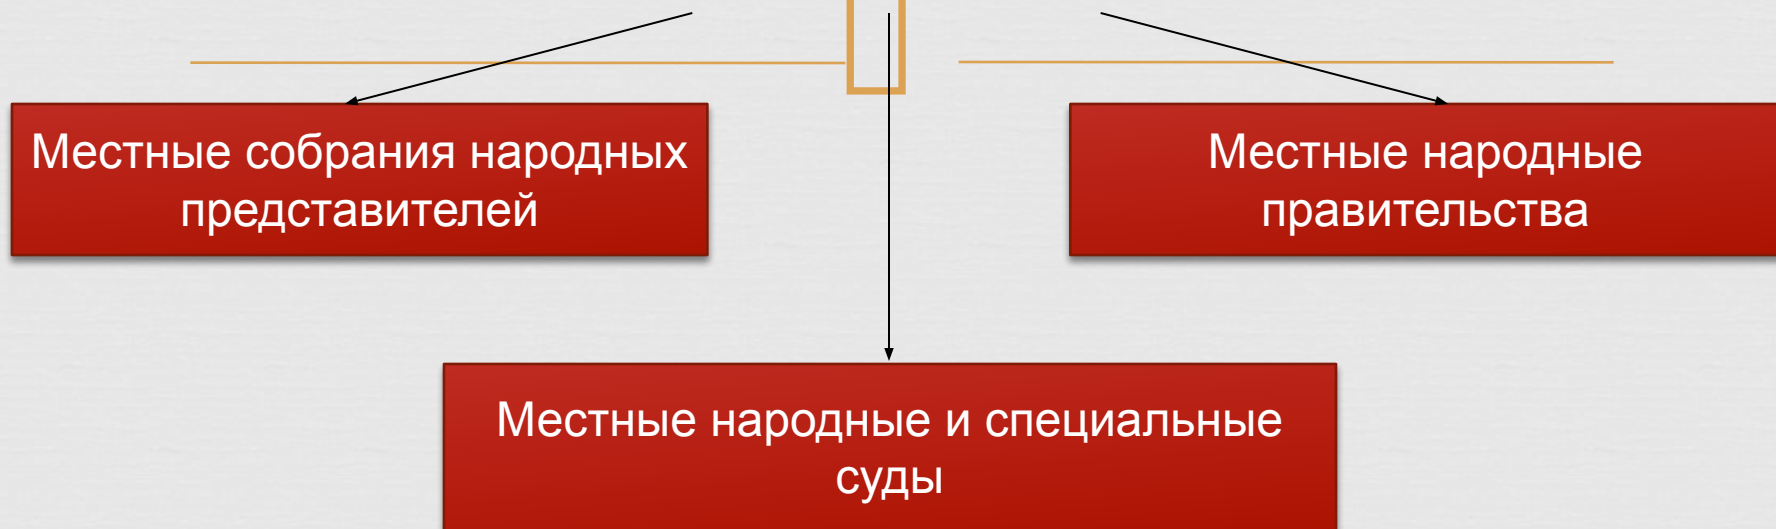 Местные собрания народных
представителей
Местные народные
правительства
Местные народные и специальные
суды